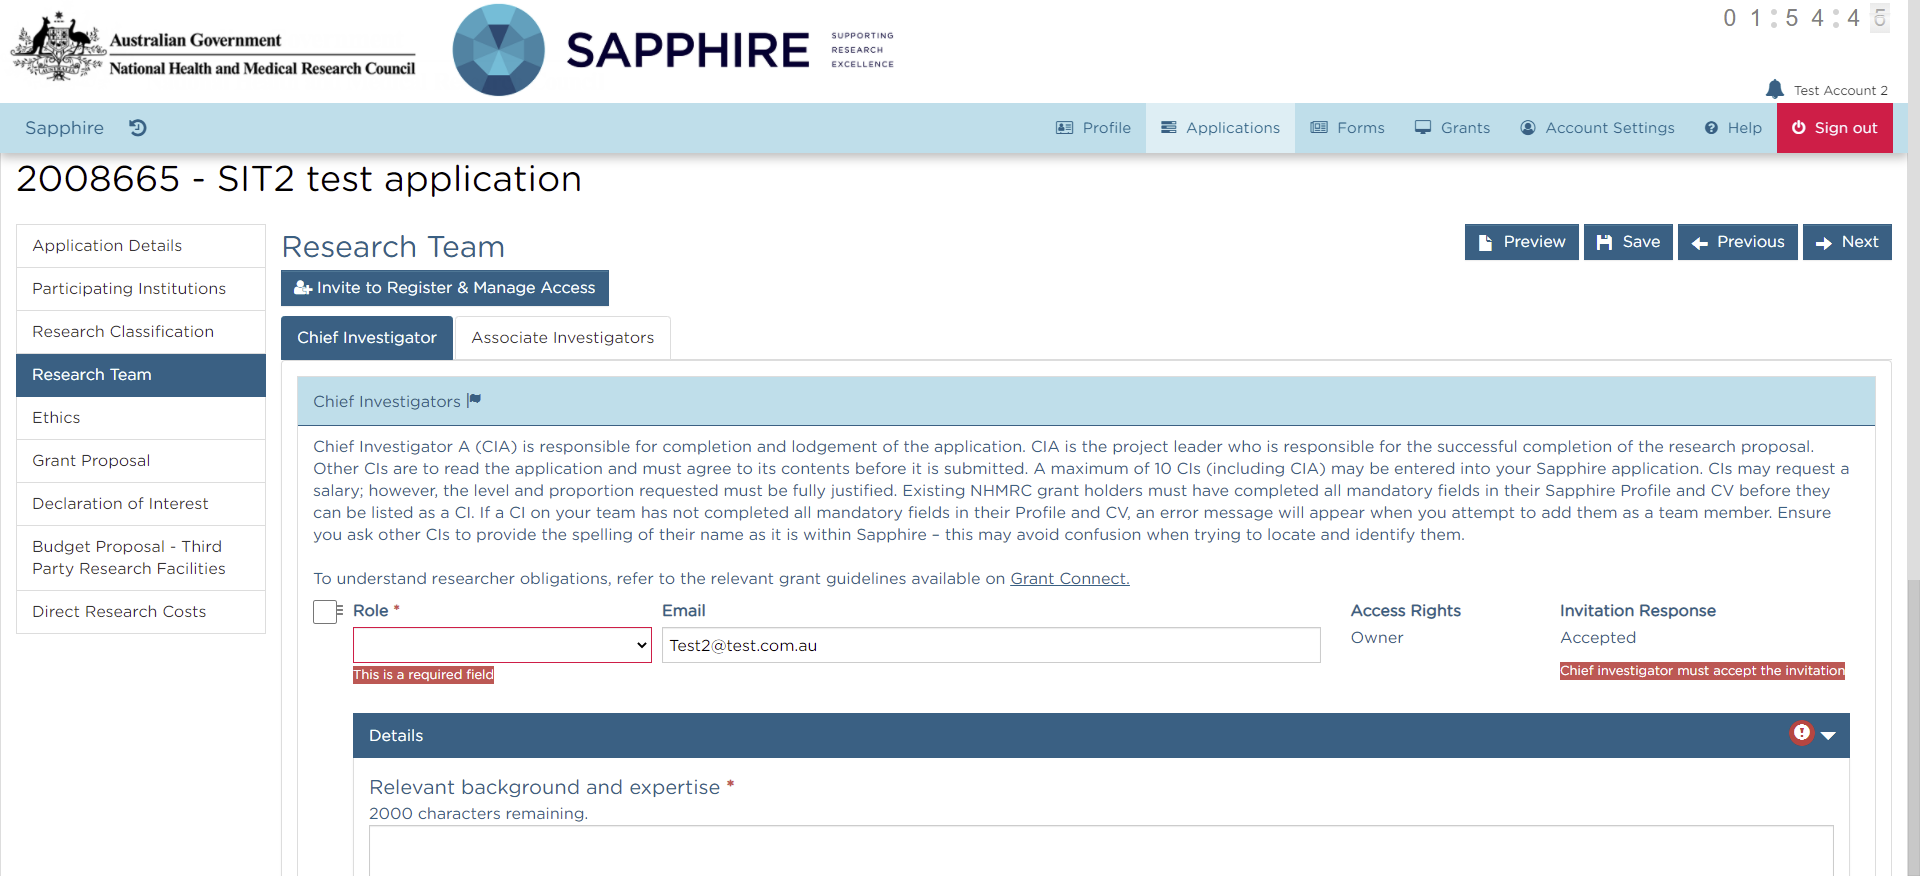 Australian Government
National Health and Medical Research Council
SAPPHIRE
SUPPORTING
RESEARCH
EXCELLENCE
01:54:4
Test Account 2
Sapphire
Profile
Applications
Forms
Grants
Account Settings
Help
Sign out
2008665 - SIT2 test application
Application Details
Participating Institutions
Research Classification
Research Team
Ethics
Grant Proposal
Declaration of Interest
Budget Proposal - Third
Party Research Facilities
Direct Research Costs
Research Team
Preview
Save
Previous
Next
Invite to Register & Manage Access
Chief Investigator
Associate Investigators
Chief Investigators
Chief Investigator A (CIA) is responsible for completion and lodgement of the application. CIA is the project leader who is responsible for the successful completion of the research proposal.
Other CIs are to read the application and must agree to its contents before it is submitted. A maximum of 10 CIs (including CIA) may be entered into your Sapphire application. CIs may request a
salary; however, the level and proportion requested must be fully justified. Existing NHMRC grant holders must have completed all mandatory fields in their Sapphire Profile and CV before they
can be listed as a CI. If a CI on your team has not completed all mandatory fields in their Profile and CV, an error message will appear when you attempt to add them as a team member. Ensure
you ask other CIs to provide the spelling of their name as it is within Sapphire – this may avoid confusion when trying to locate and identify them.
To understand researcher obligations, refer to the relevant grant guidelines available on Grant Connect.
Role *
Email
Access Rights
Invitation Response
Test2@test.com.au
Owner
Accepted
This is a required field
Chief investigator must accept the invitation
Details
Relevant background and expertise *
2000 characters remaining.